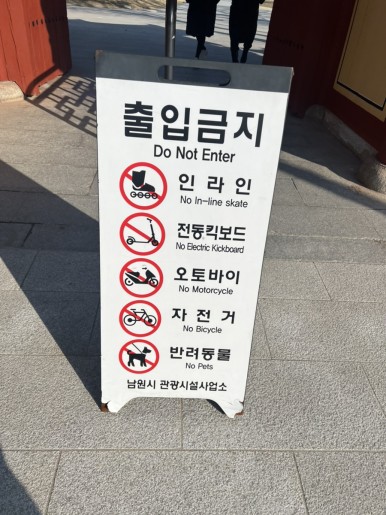 출입금지
Do Not Enter
인 라 인
No In-line skate
전동킥보드
No Electric Kickboard
오토바이
No Motorcycle
자 전 거
No Bicycle
반려동물
No Pets
남원시 관광시설사업소